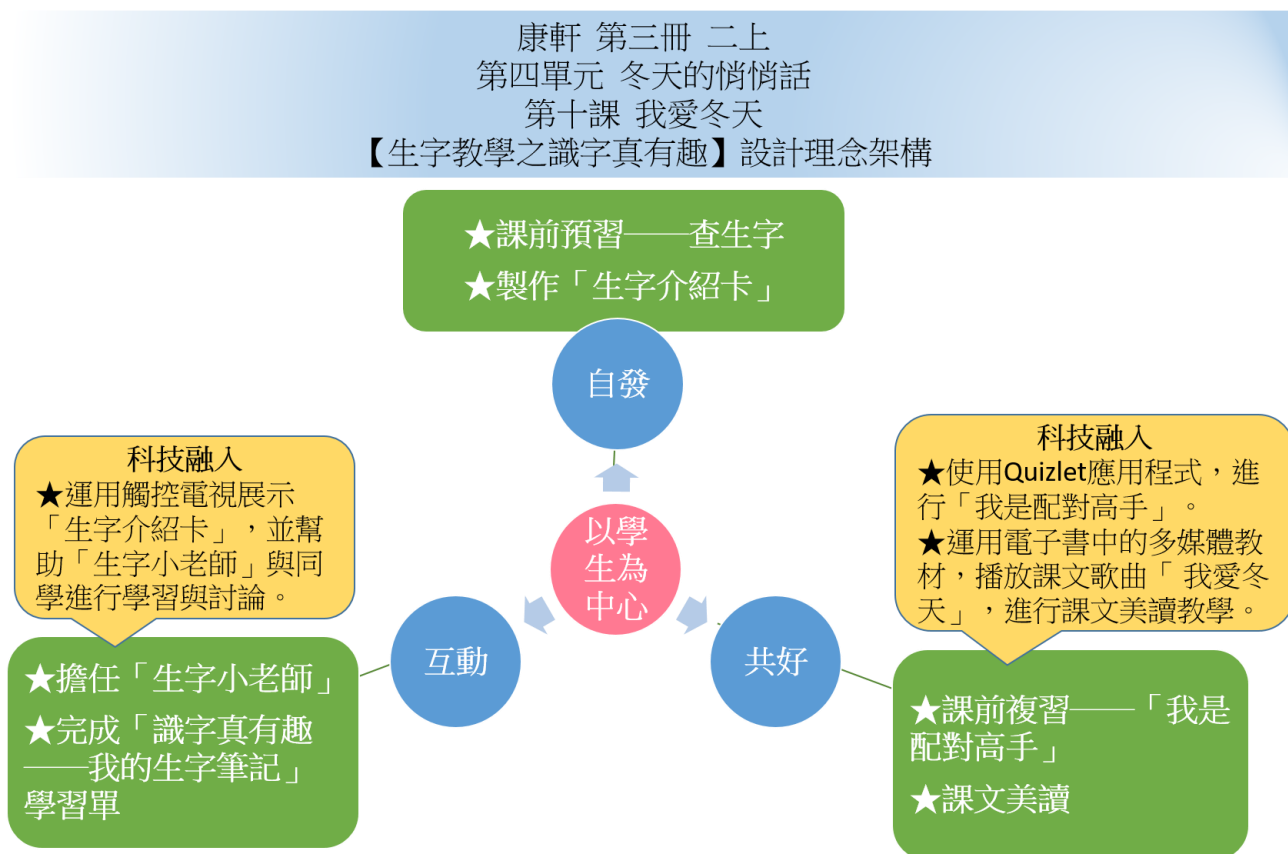 康軒 第三冊 二上
第四單元 冬天的悄悄話
第十課 我愛冬天
【生字教學之識字真有趣】設計理念架構
★課前預習——查生字
★製作「生字介紹卡」
自發
科技融入
★運用觸控電視展示
「生字介紹卡」，並幫
助「生字小老師」與同
學進行學習與討論。
科技融入
★使用Quizlet應用程式，進
行「我是配對高手」。
★運用電子書中的多媒體教
材，播放課文歌曲「 我愛冬
天」，進行課文美讀教學。
以學
生為
中心
互動
共好
★擔任「生字小老師」
★完成「識字真有趣
——我的生字筆記」
學習單
★課前複習——「我是
配對高手」
★課文美讀